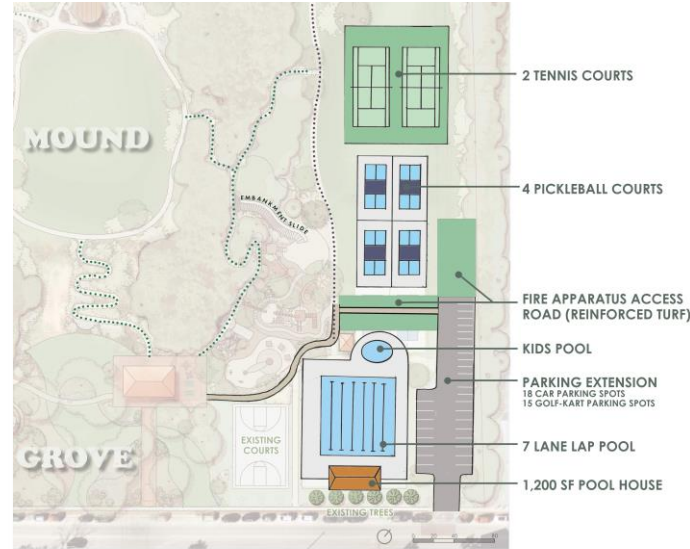 2 TENNIS COURTS
MOUND
4 PICKLEBALL COURTS
EMBANKMENT SLIDE
FIRE APPARATUS ACCESS
ROAD (REINFORCED TURF)
KIDS POOL
PARKING EXTENSION
18 CAR PARKING SPOTS
15 GOLF-KART PARKING SPOTS
EXISTING
COURTS
7 LANE LAP POOL
GROVE
1,200 SF POOL HOUSE
EXISTING TREES